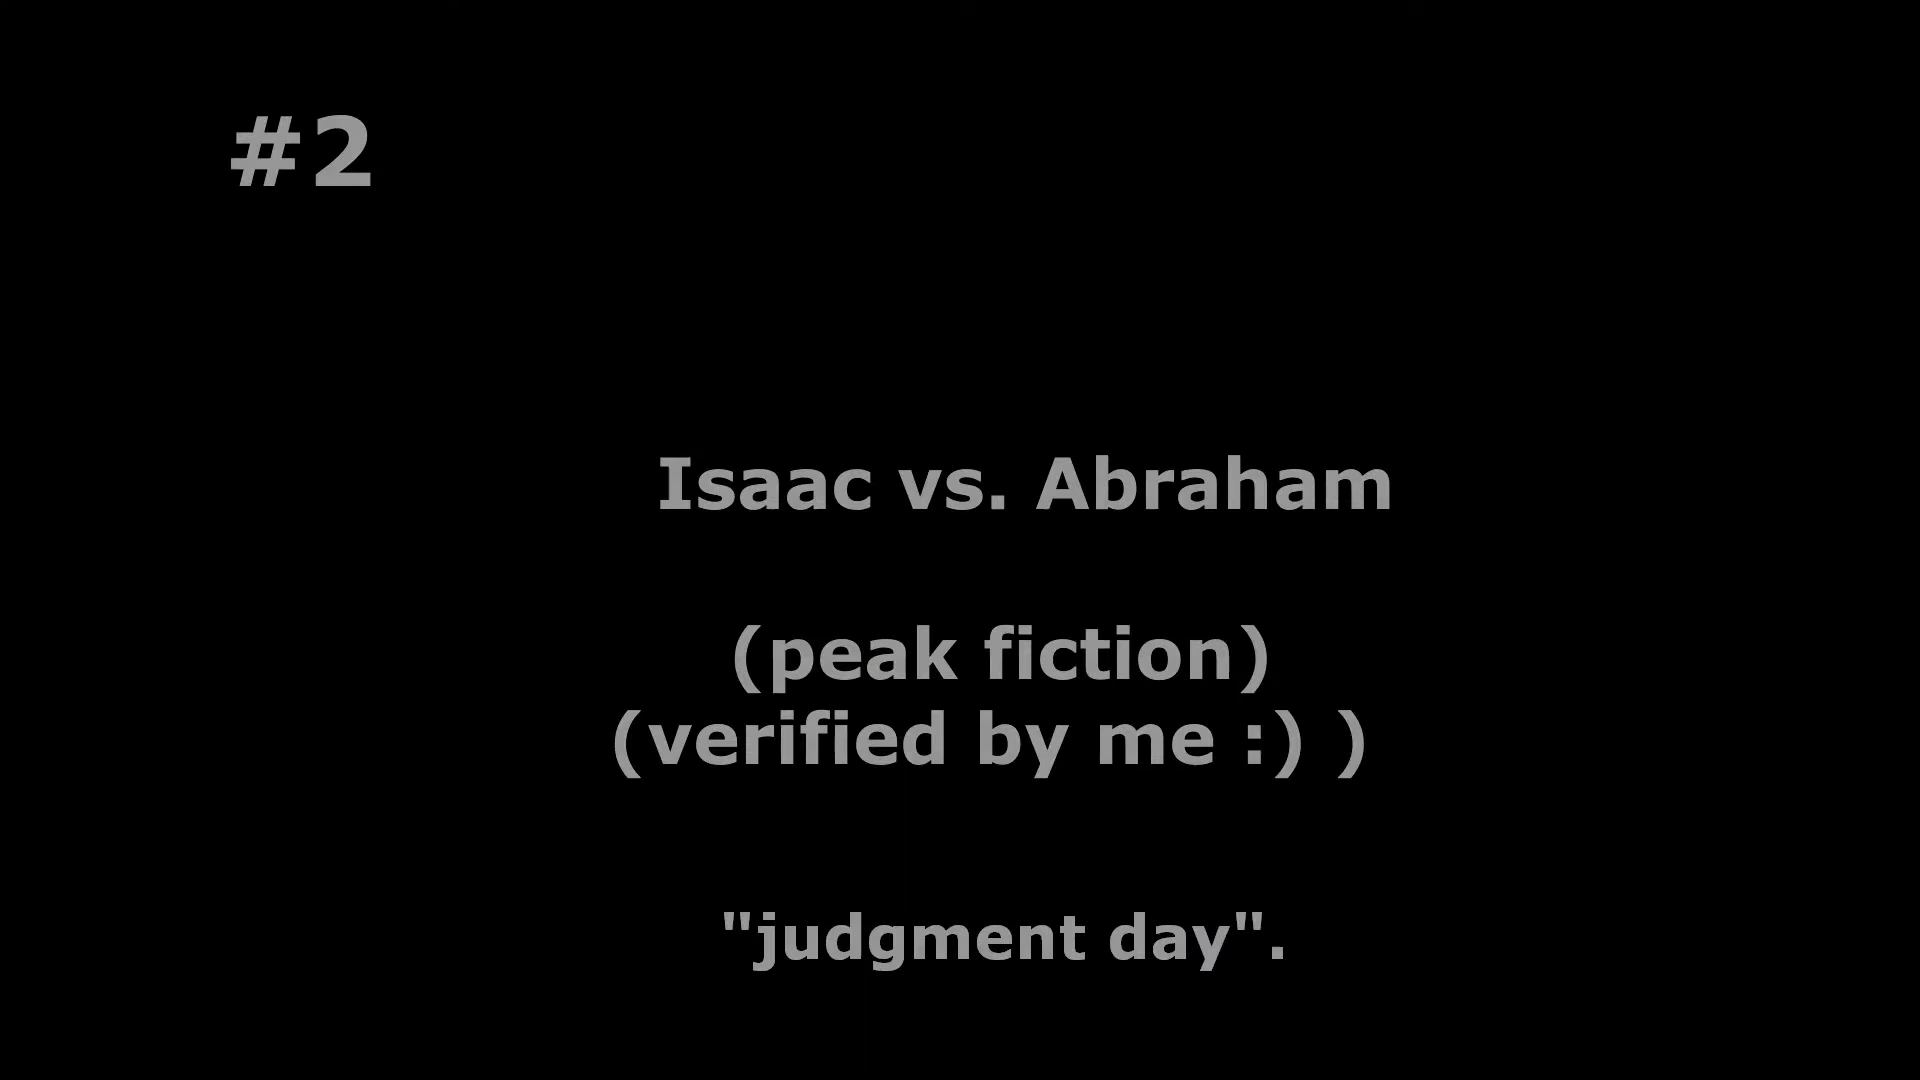 #2
Isaac vs. Abraham
(peak fiction)
(verified by me :) )
"judgment day".